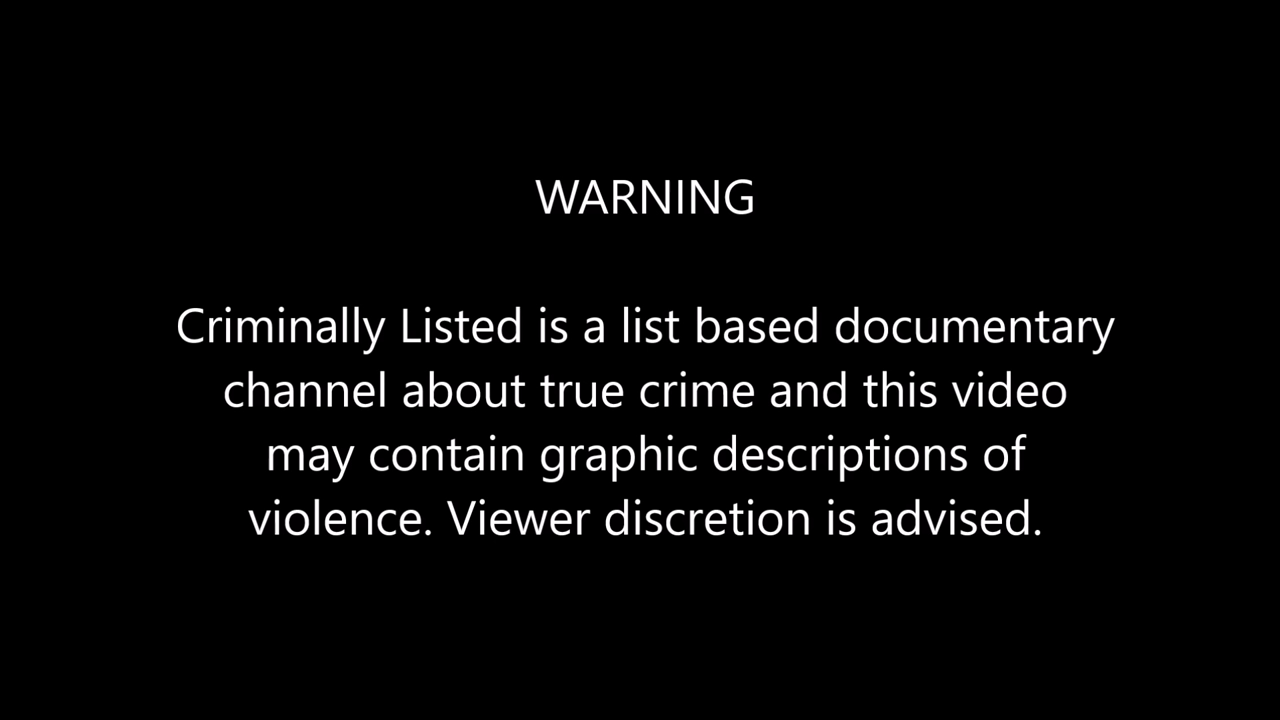 WARNING
Criminally Listed is a list based documentary
channel about true crime and this video
may contain graphic descriptions of
violence. Viewer discretion is advised.